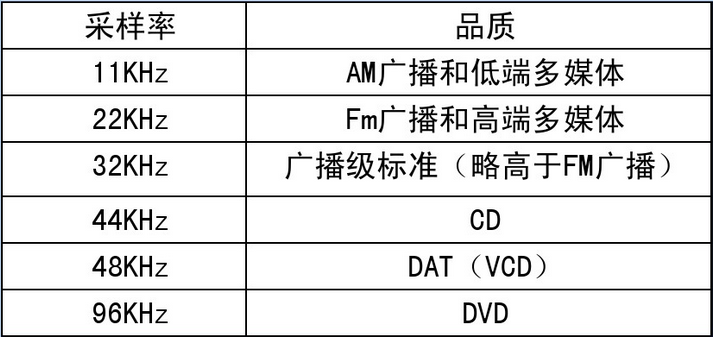 采样率 品质
11KHz AM广播和低端多媒体
22KHz Fm广播和高端多媒体
32KHz 广播级标准（略高于FM广播）
44KHz CD
48KHz DAT（VCD）
96KHz DVD